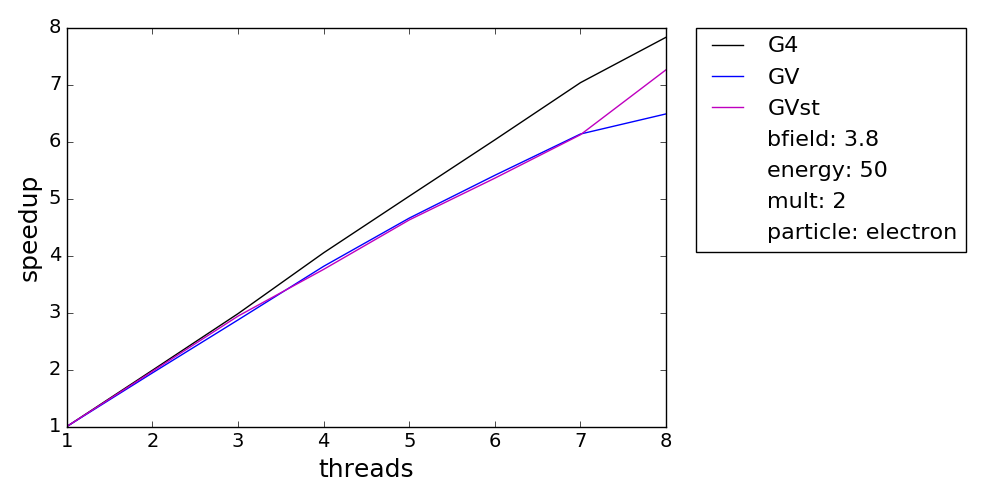 8
7
6
5
4
3
2
1
speedup
1 2 3 4 5 6 7 8
threads
G4
GV
GVst
bfield: 3.8
energy: 50
mult: 2
particle: electron